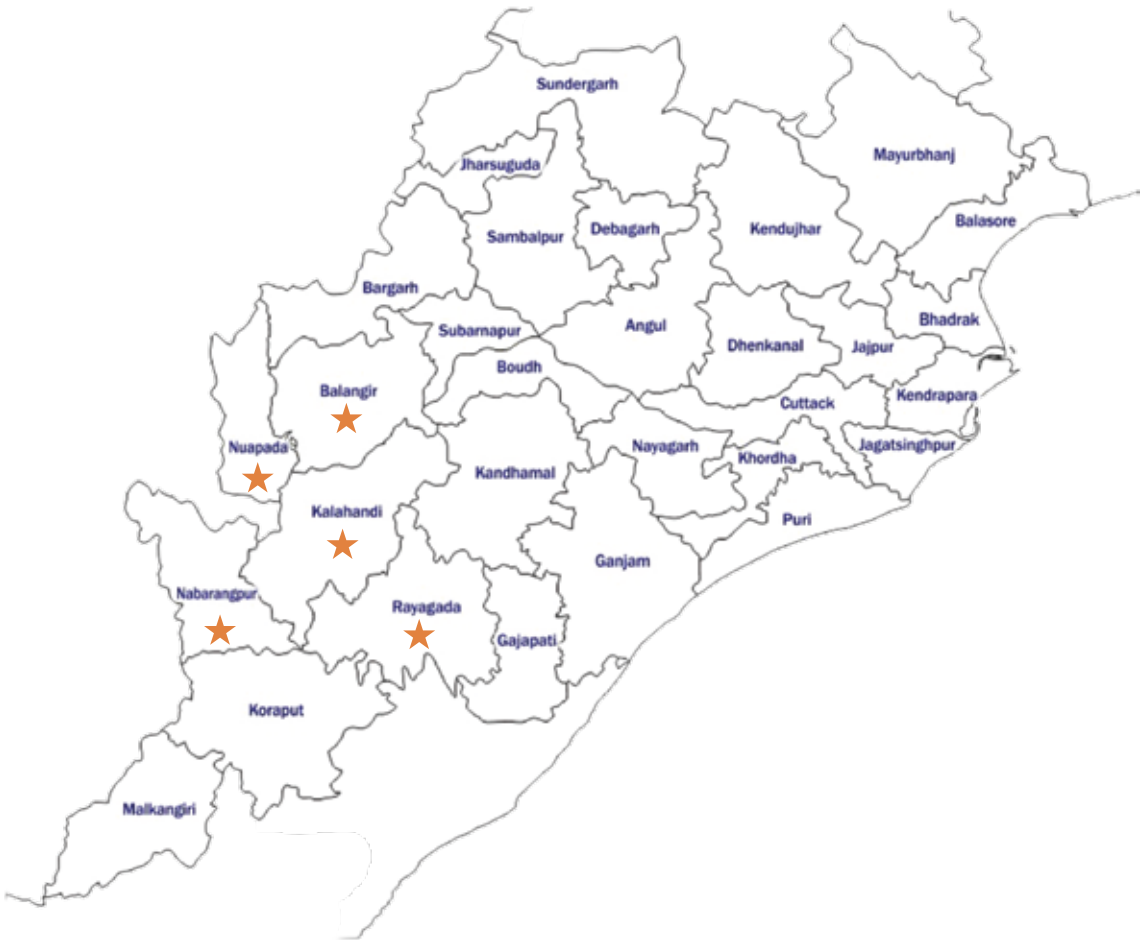 Sundergarh
Mayurbhanj
Jharsuguda
Balasore
Kendujhar
Debagarh
Sambalpur
Bargarh
Bhadrak
Angul
Subarnapur
Dhenkanal
Jajpur
Boudh
Balangir
Kendrapara
Cuttack
Jagatsinghpur
Nayagarh
Nuapada
Khordha
Kandhamal
Kalahandi
Puri
Ganjam
Nabarangpur
Rayagada
Gajapati
Koraput
Malkangiri